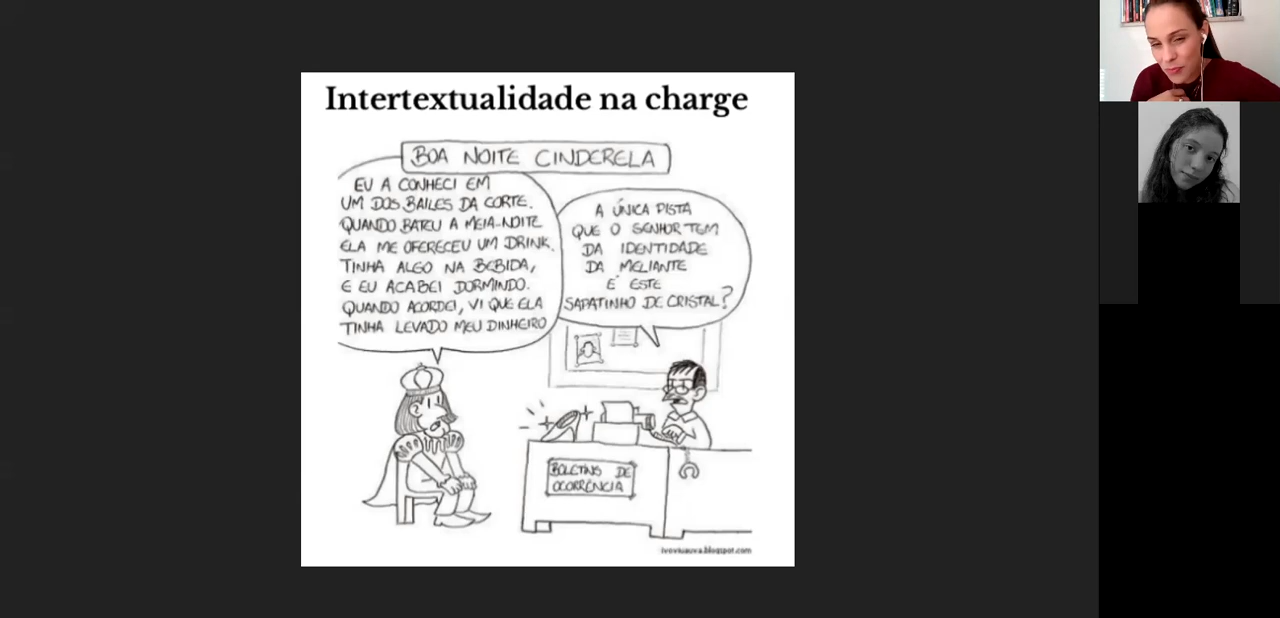 Intertextualidade na charge
BOA NOITE CINDERELA
EU A CONHECI EM
UM DOS BAILES DA CORTE.
QUANDO BATEU A MEIA-NOITE
ELA ME OFERECEU UM DRINK.
TINHA ALGO NA BEBIDA,
E EU ACABEI DORMINDO.
QUANDO ACORDEI, VI QUE ELA
TINHA LEVADO MEU DINHEIRO
A ÚNICA PISTA
QUE O SENHOR TEM
DA IDENTIDADE
DA MELIANTE
É ESTE
SAPATINHO DE CRISTAL?
BOLETINS DE
OCORRÊNCIA
ivoviuauva.blogspot.com